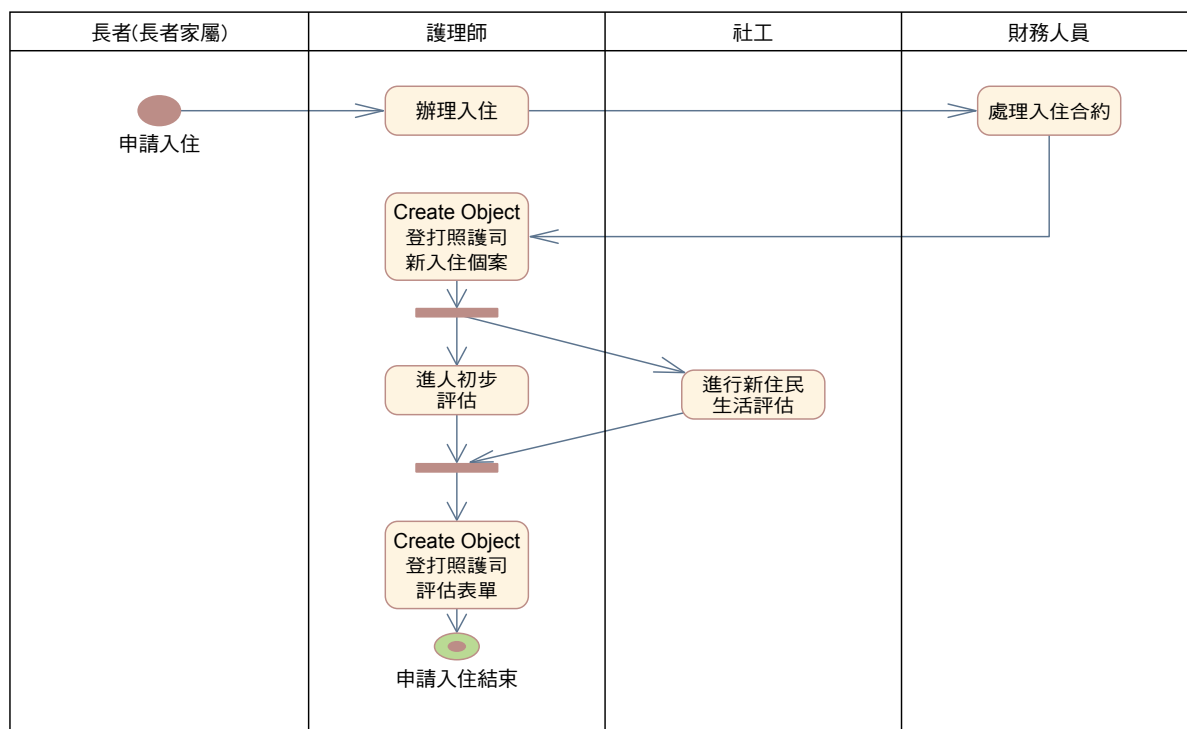 長者(長者家屬)
護理師
社工
財務人員
申請入住
辦理入住
處理入住合約
Create Object
登打照護司
新入住個案
進人初步
評估
進行新住民
生活評估
Create Object
登打照護司
評估表單
申請入住結束